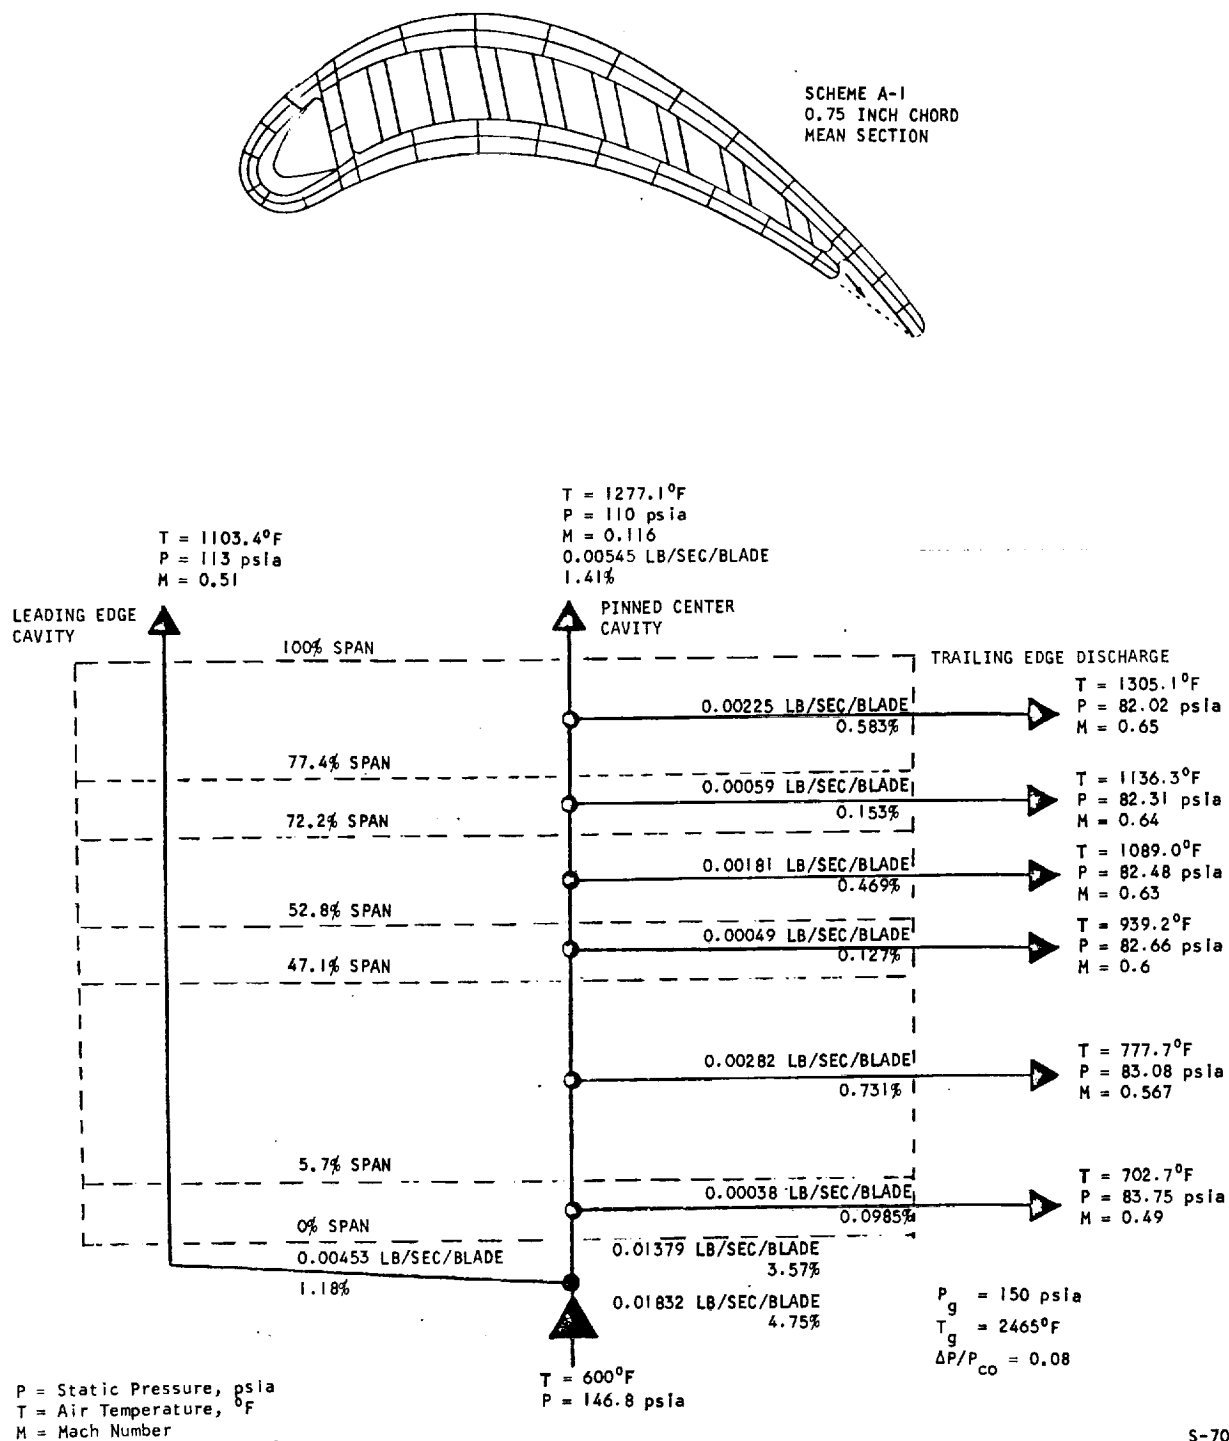 SCHEME A-1
0.75 INCH CHORD
MEAN SECTION
T = 1277.1°F
P = 110 psia
M = 0.116
0.00545 LB/SEC/BLADE
1.41%
T = 1103.4°F
P = 113 psia
M = 0.51
LEADING EDGE
CAVITY
PINNED CENTER
CAVITY
100% SPAN
TRAILING EDGE DISCHARGE
0.00225 LB/SEC/BLADE
0.583%
T = 1305.1°F
P = 82.02 psia
M = 0.65
77.4% SPAN
0.00059 LB/SEC/BLADE
0.153%
T = 1136.3°F
P = 82.31 psia
M = 0.64
72.2% SPAN
0.00181 LB/SEC/BLADE
0.469%
T = 1089.0°F
P = 82.48 psia
M = 0.63
52.8% SPAN
0.00049 LB/SEC/BLADE
0.127%
T = 939.2°F
P = 82.66 psia
M = 0.6
47.1% SPAN
0.00282 LB/SEC/BLADE
0.731%
T = 777.7°F
P = 83.08 psia
M = 0.567
5.7% SPAN
0.00038 LB/SEC/BLADE
0.0985%
T = 702.7°F
P = 83.75 psia
M = 0.49
0% SPAN
0.00453 LB/SEC/BLADE
1.18%
0.01379 LB/SEC/BLADE
3.57%
0.01832 LB/SEC/BLADE
4.75%
Pg = 150 psia
Tg = 2465°F
ΔP/Pco = 0.08
T = 600°F
P = 146.8 psia
P = Static Pressure, psia
T = Air Temperature, °F
M = Mach Number
S-70